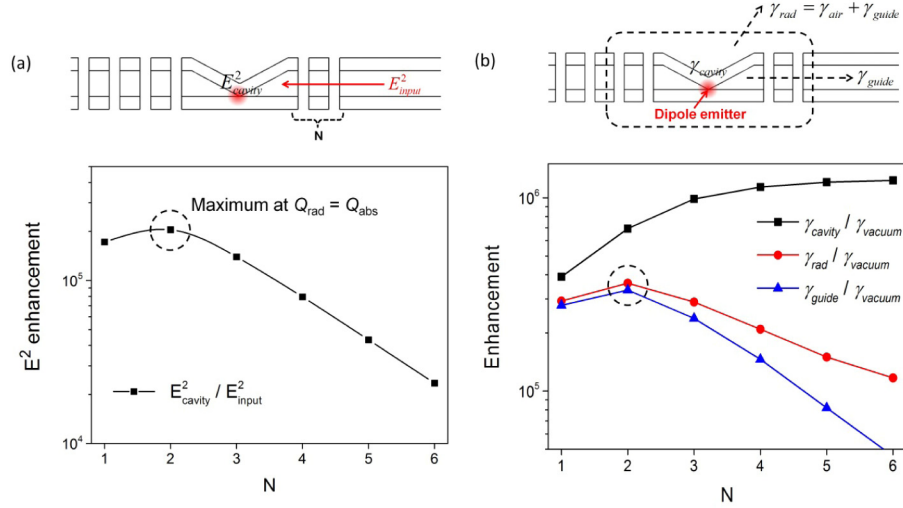 (a)
E²cavity
E²input
N
E² enhancement
10⁵
10⁴
Maximum at Qrad = Qabs
E²cavity / E²input
1 2 3 4 5 6
N
(b)
γrad = γair + γguide
γcavity
γguide
Dipole emitter
Enhancement
10⁶
10⁵
γcavity / γvacuum
γrad / γvacuum
γguide / γvacuum
1 2 3 4 5 6
N